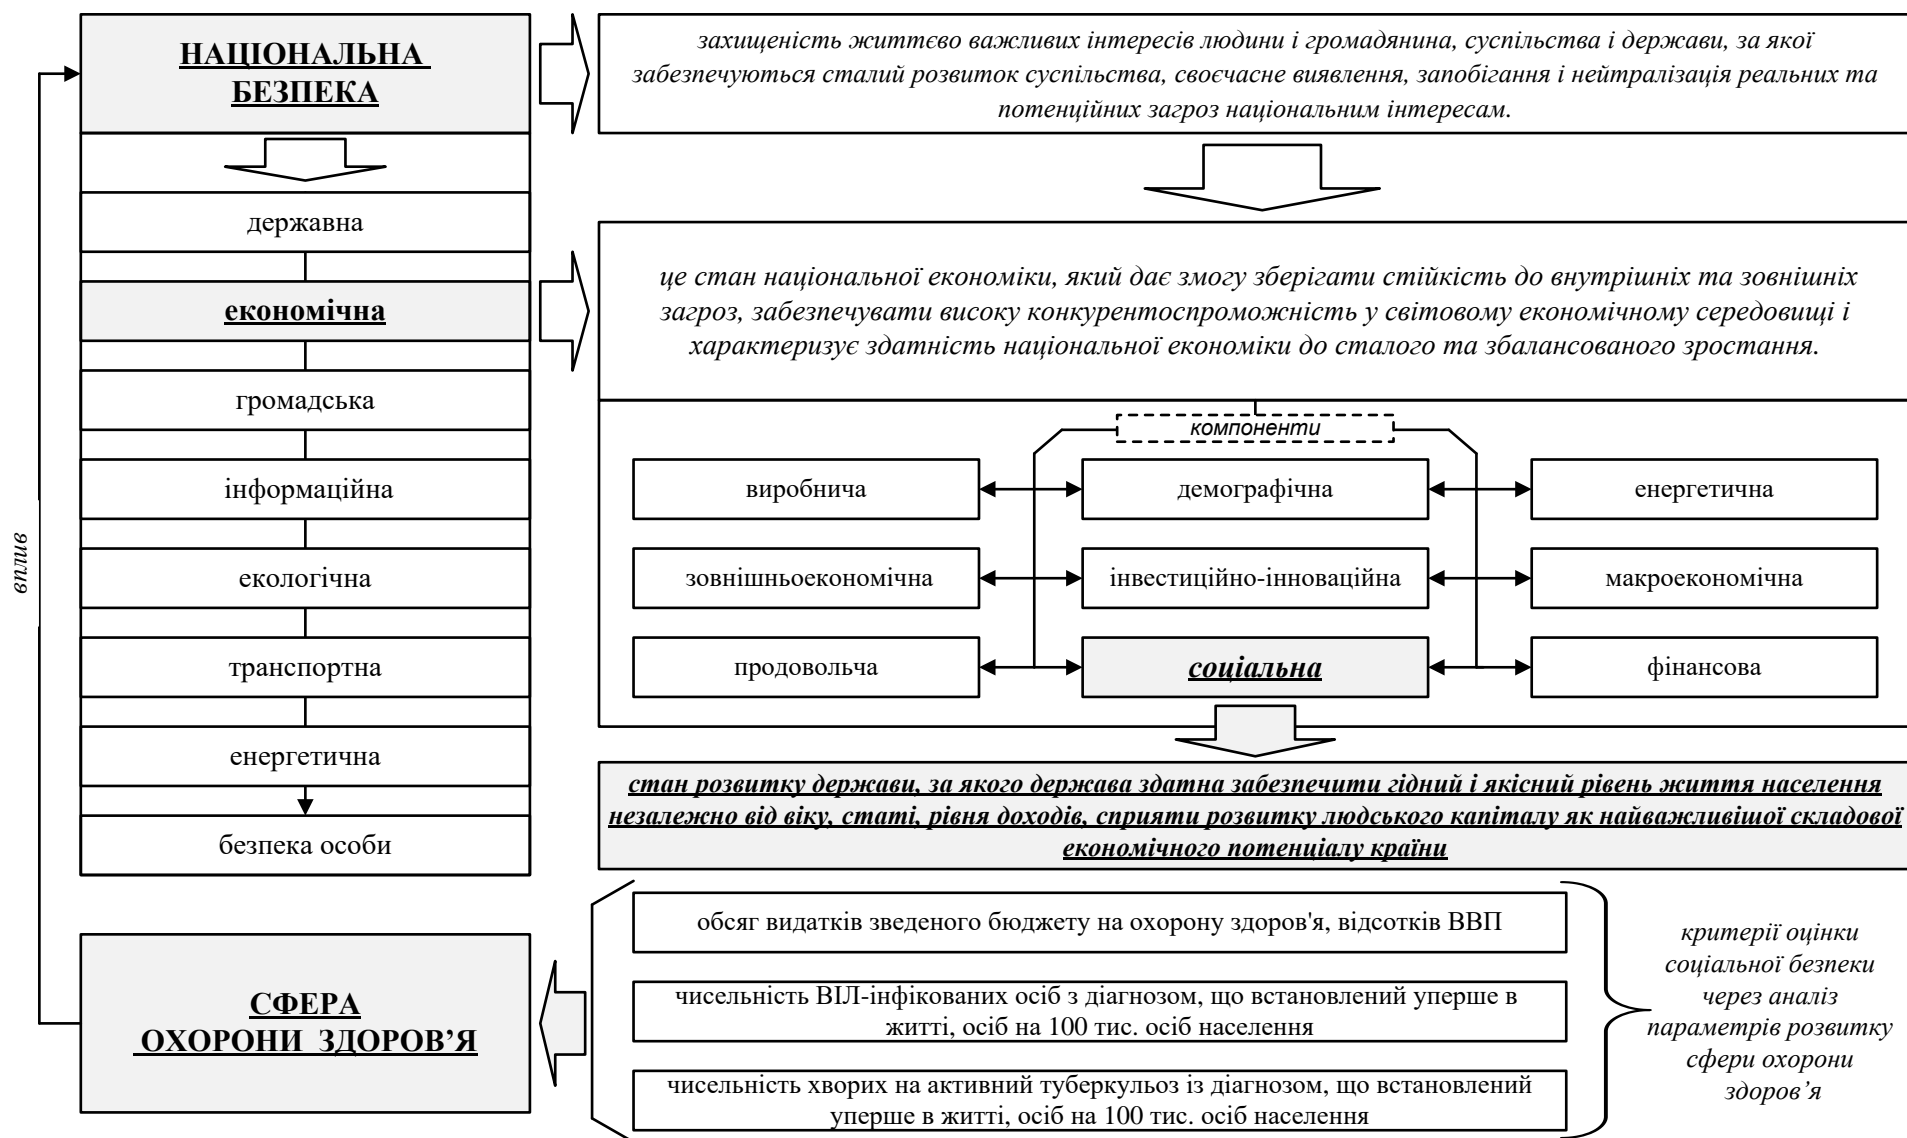 НАЦІОНАЛЬНА
БЕЗПЕКА
захищеність життєво важливих інтересів людини і громадянина, суспільства і держави, за якої
забезпечуються сталий розвиток суспільства, своєчасне виявлення, запобігання і нейтралізація реальних та
потенційних загроз національним інтересам.
державна
економічна
громадська
інформаційна
екологічна
транспортна
енергетична
безпека особи
це стан національної економіки, який дає змогу зберігати стійкість до внутрішніх та зовнішніх
загроз, забезпечувати високу конкурентоспроможність у світовому економічному середовищі і
характеризує здатність національної економіки до сталого та збалансованого зростання.
компоненти
виробнича
демографічна
енергетична
зовнішньоекономічна
інвестиційно-інноваційна
макроекономічна
продовольча
соціальна
фінансова
стан розвитку держави, за якого держава здатна забезпечити гідний і якісний рівень життя населення
незалежно від віку, статі, рівня доходів, сприяти розвитку людського капіталу як найважливішої складової
економічного потенціалу країни
вплив
СФЕРА
ОХОРОНИ ЗДОРОВ’Я
обсяг видатків зведеного бюджету на охорону здоров'я, відсотків ВВП
чисельність ВІЛ-інфікованих осіб з діагнозом, що встановлений уперше в
житті, осіб на 100 тис. осіб населення
чисельність хворих на активний туберкульоз із діагнозом, що встановлений
уперше в житті, осіб на 100 тис. осіб населення
критерії оцінки
соціальної безпеки
через аналіз
параметрів розвитку
сфери охорони
здоров’я